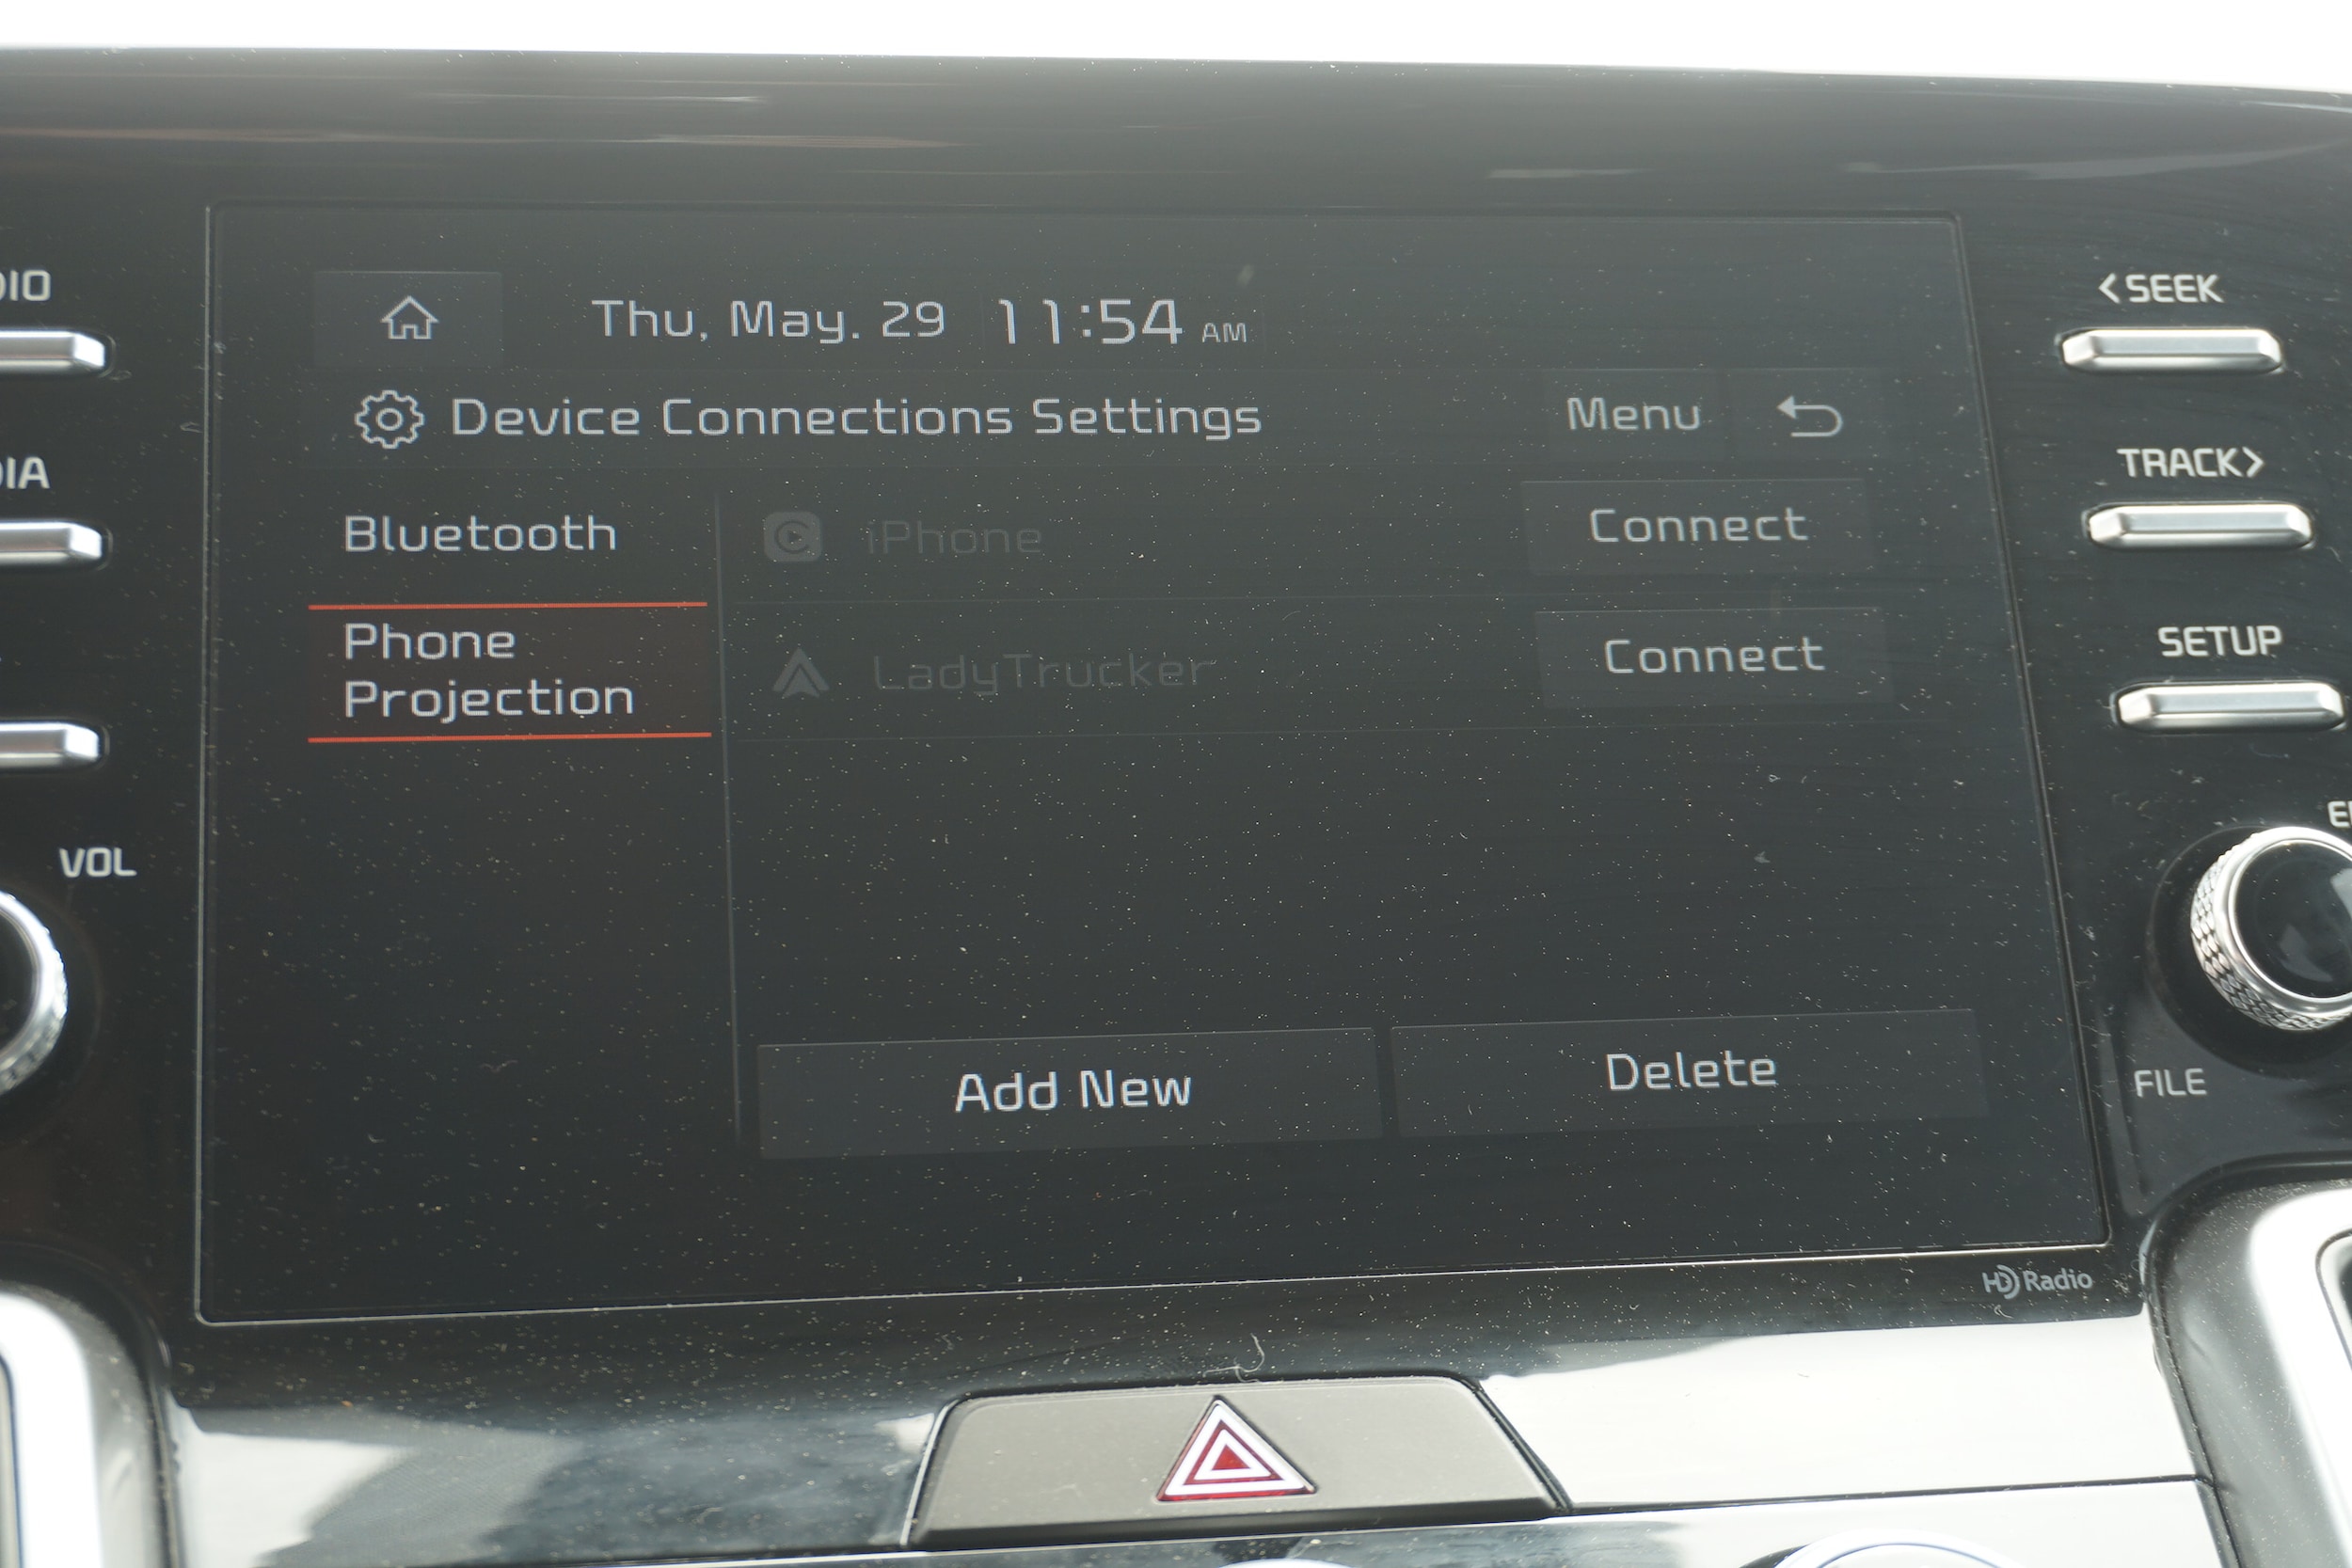 Thu, May. 29 11:54 AM
Device Connections Settings
Menu
Bluetooth
iPhone
Connect
Phone
Projection
LadyTrucker
Connect
Add New
Delete
DIO
DIA
VOL
<SEEK
TRACK>
SETUP
FILE
HD Radio